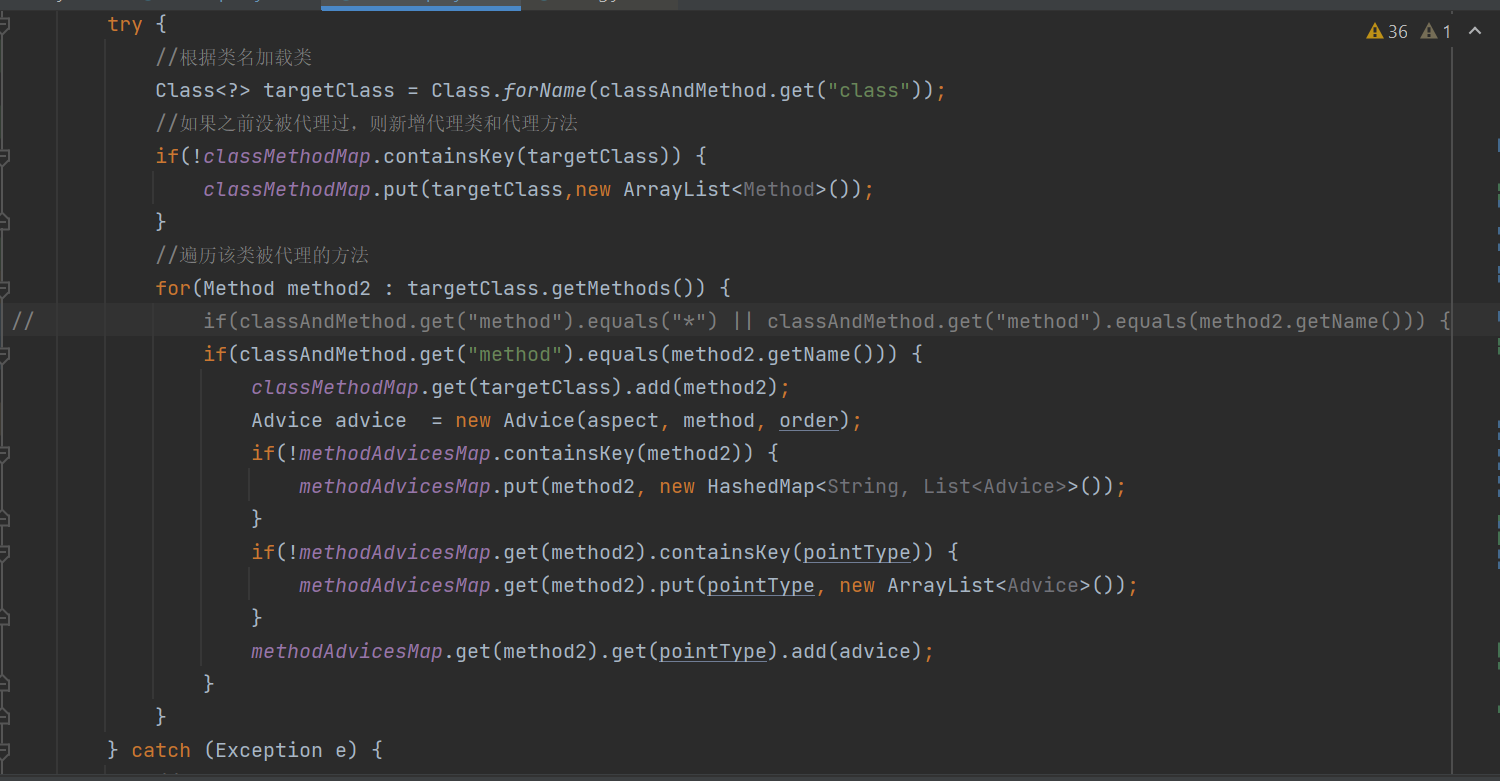 try {
36 1
//根据类名加载类
Class<?> targetClass = Class.forName(classAndMethod.get("class"));
//如果之前没被代理过，则新增代理类和代理方法
if(!classMethodMap.containsKey(targetClass)) {
classMethodMap.put(targetClass,new ArrayList<Method>());
}
//遍历该类被代理的方法
for(Method method2 : targetClass.getMethods()) {
// if(classAndMethod.get("method").equals("*") || classAndMethod.get("method").equals(method2.getName())) {
if(classAndMethod.get("method").equals(method2.getName())) {
classMethodMap.get(targetClass).add(method2);
Advice advice  = new Advice(aspect, method, order);
if(!methodAdvicesMap.containsKey(method2)) {
methodAdvicesMap.put(method2, new HashedMap<String, List<Advice>>());
}
if(!methodAdvicesMap.get(method2).containsKey(pointType)) {
methodAdvicesMap.get(method2).put(pointType, new ArrayList<Advice>());
}
methodAdvicesMap.get(method2).get(pointType).add(advice);
}
}
} catch (Exception e) {